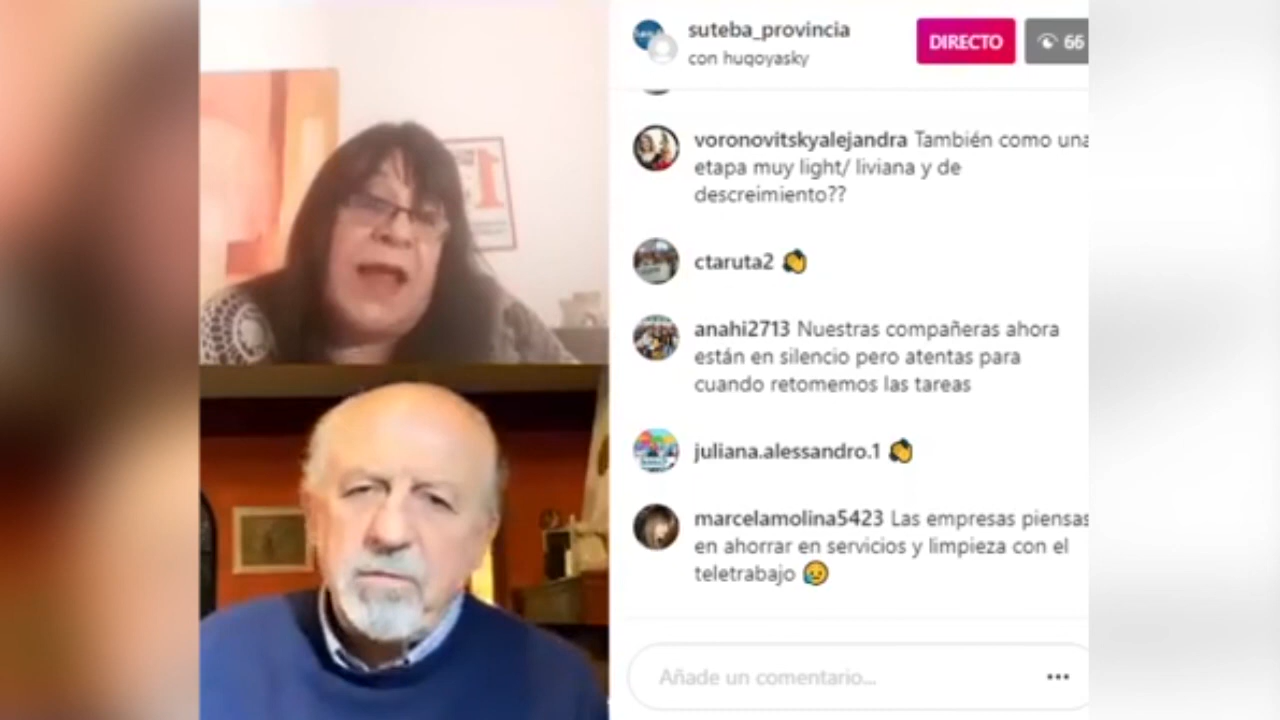 suteba_provincia
DIRECTO
66
con hugoyasky
voronovitskyalejandra También como una
etapa muy light/ liviana y de
descreimiento??
ctaruta2 👏
anahi2713 Nuestras compañeras ahora
están en silencio pero atentas para
cuando retomemos las tareas
juliana.alessandro.1 👏
marcelamolina5423 Las empresas piensas
en ahorrar en servicios y limpieza con el
teletrabajo 😥
Añade un comentario...